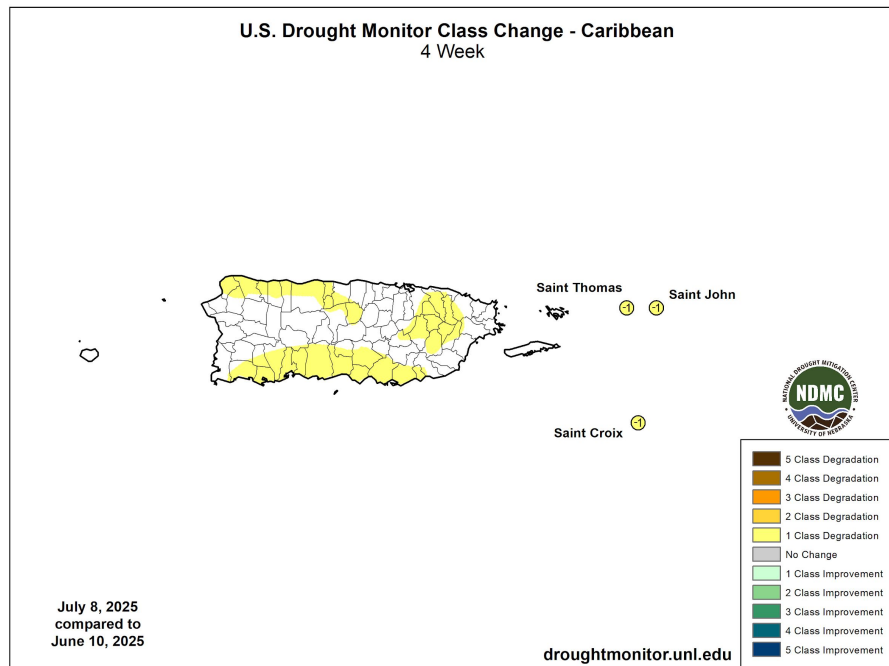 U.S. Drought Monitor Class Change - Caribbean
4 Week
Saint Thomas
Saint John
-1
-1
-1
Saint Croix
NATIONAL DROUGHT MITIGATION CENTER
NDMC
UNIVERSITY OF NEBRASKA
5 Class Degradation
4 Class Degradation
3 Class Degradation
2 Class Degradation
1 Class Degradation
No Change
1 Class Improvement
2 Class Improvement
3 Class Improvement
4 Class Improvement
5 Class Improvement
July 8, 2025
compared to
June 10, 2025
droughtmonitor.unl.edu